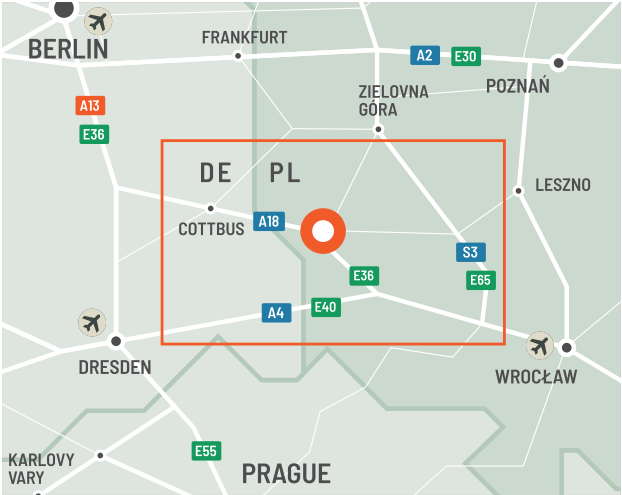 BERLIN
FRANKFURT
A2
E30
POZNAŃ
ZIELOVNA
GÓRA
A13
E36
DE
PL
LESZNO
COTTBUS
A18
S3
E36
E65
A4
E40
DRESDEN
WROCŁAW
E55
KARLOVY
VARY
PRAGUE